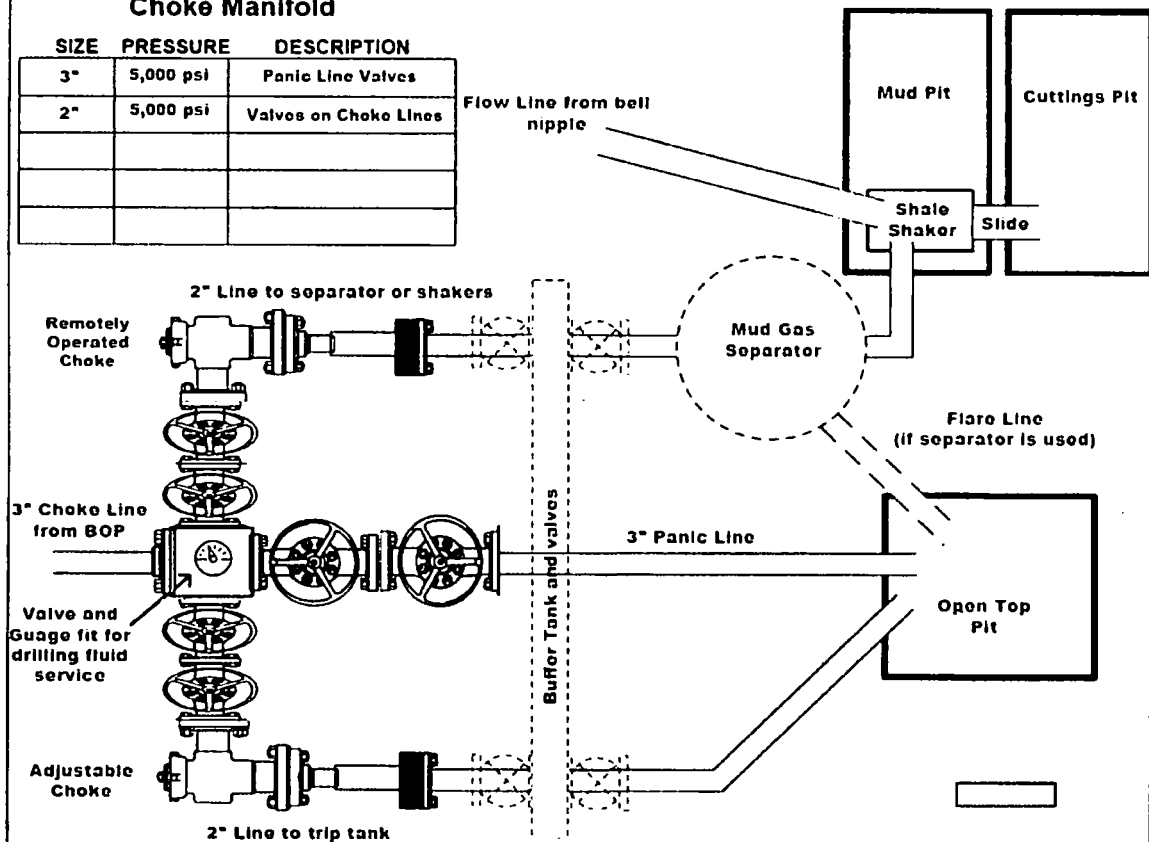 Choke Manifold
SIZE PRESSURE DESCRIPTION
3" 5,000 psi Panic Line Valves
2" 5,000 psi Valves on Choke Lines
Flow Line from bell
nipple
Mud Pit
Cuttings Pit
Shale
Shaker
Slide
2" Line to separator or shakers
Remotely
Operated
Choke
Mud Gas
Separator
Flare Line
(if separator is used)
3" Choke Line
from BOP
Buffer Tank and valves
3" Panic Line
Open Top
Pit
Valve and
Guage fit for
drilling fluid
service
Adjustable
Choke
2" Line to trip tank